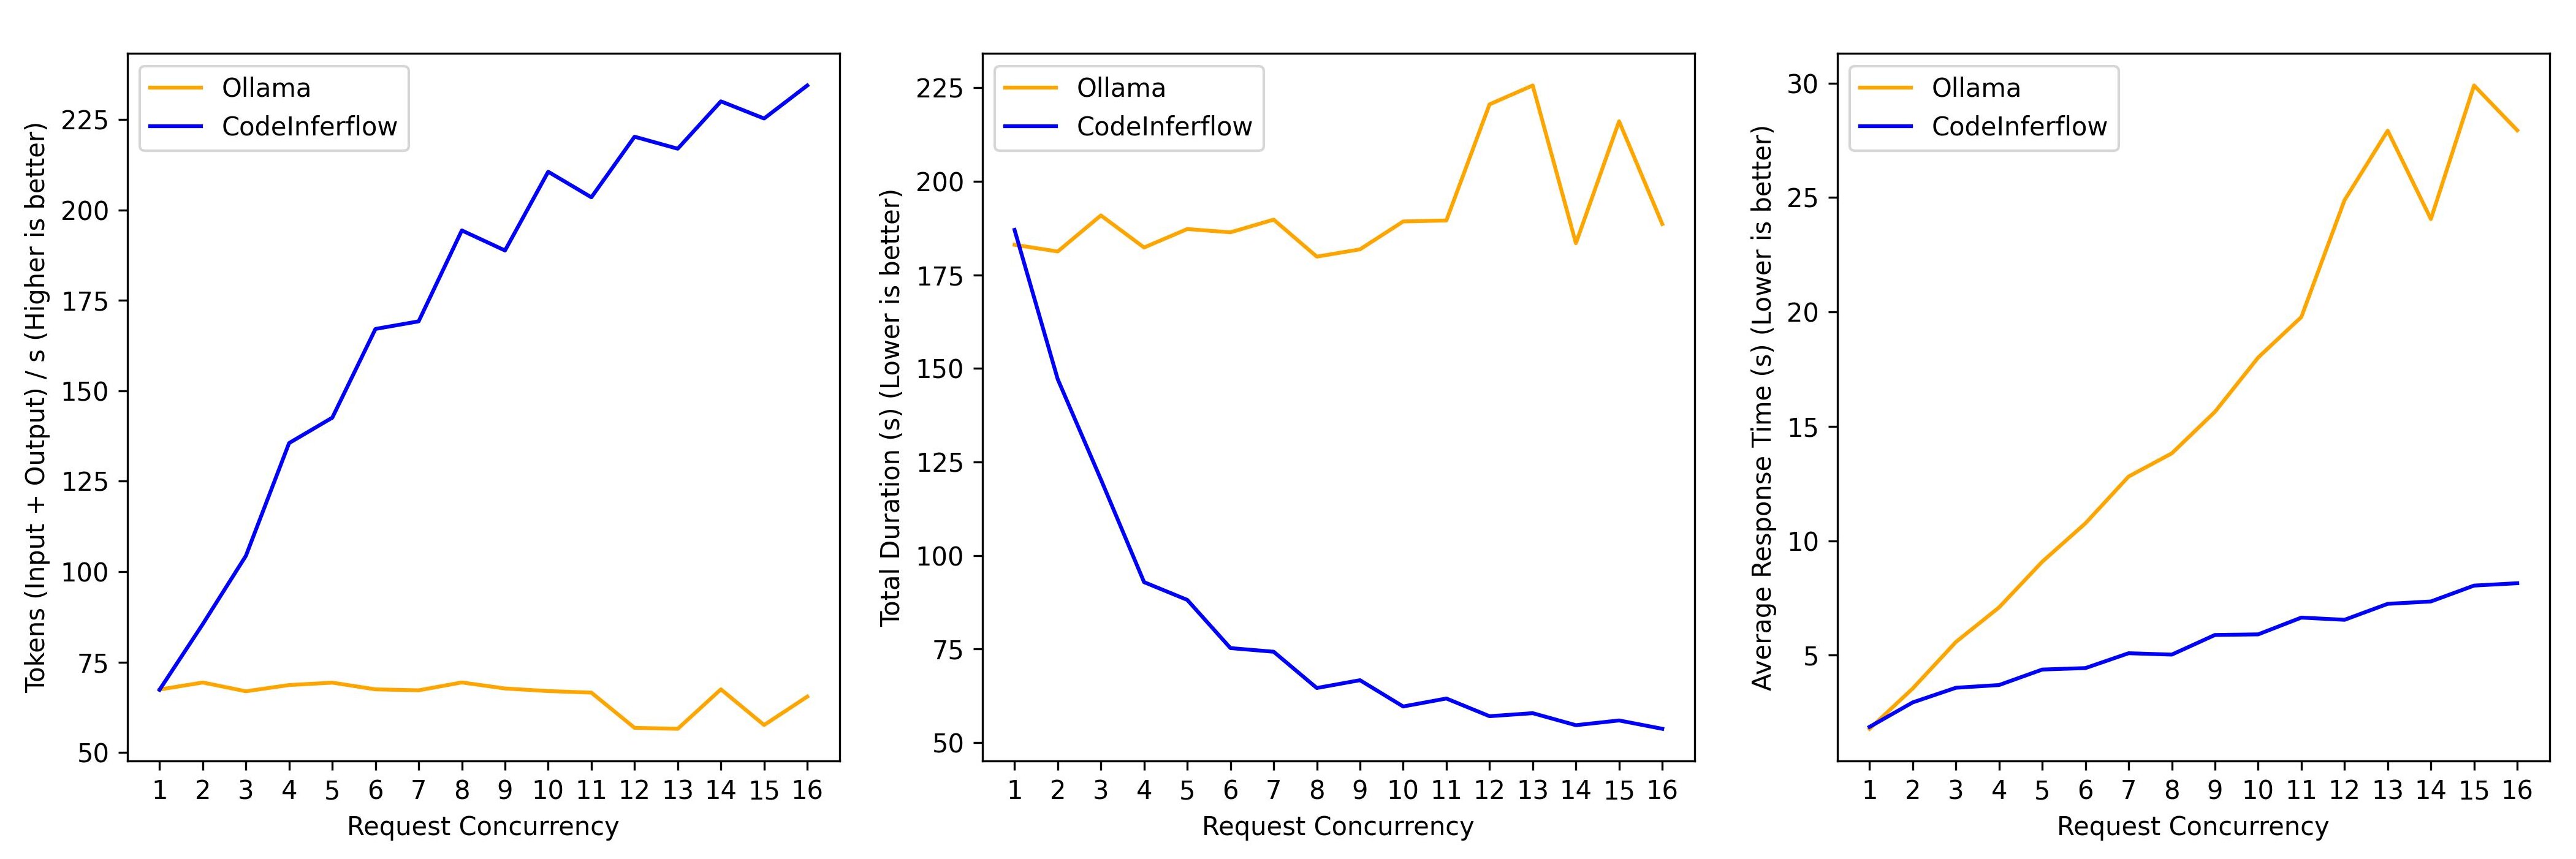 Tokens (Input + Output) / s (Higher is better)
225
200
175
150
125
100
75
50
Ollama
CodeInferflow
1 2 3 4 5 6 7 8 9 10 11 12 13 14 15 16
Request Concurrency
Total Duration (s) (Lower is better)
225
200
175
150
125
100
75
50
Ollama
CodeInferflow
1 2 3 4 5 6 7 8 9 10 11 12 13 14 15 16
Request Concurrency
Average Response Time (s) (Lower is better)
30
25
20
15
10
5
Ollama
CodeInferflow
1 2 3 4 5 6 7 8 9 10 11 12 13 14 15 16
Request Concurrency